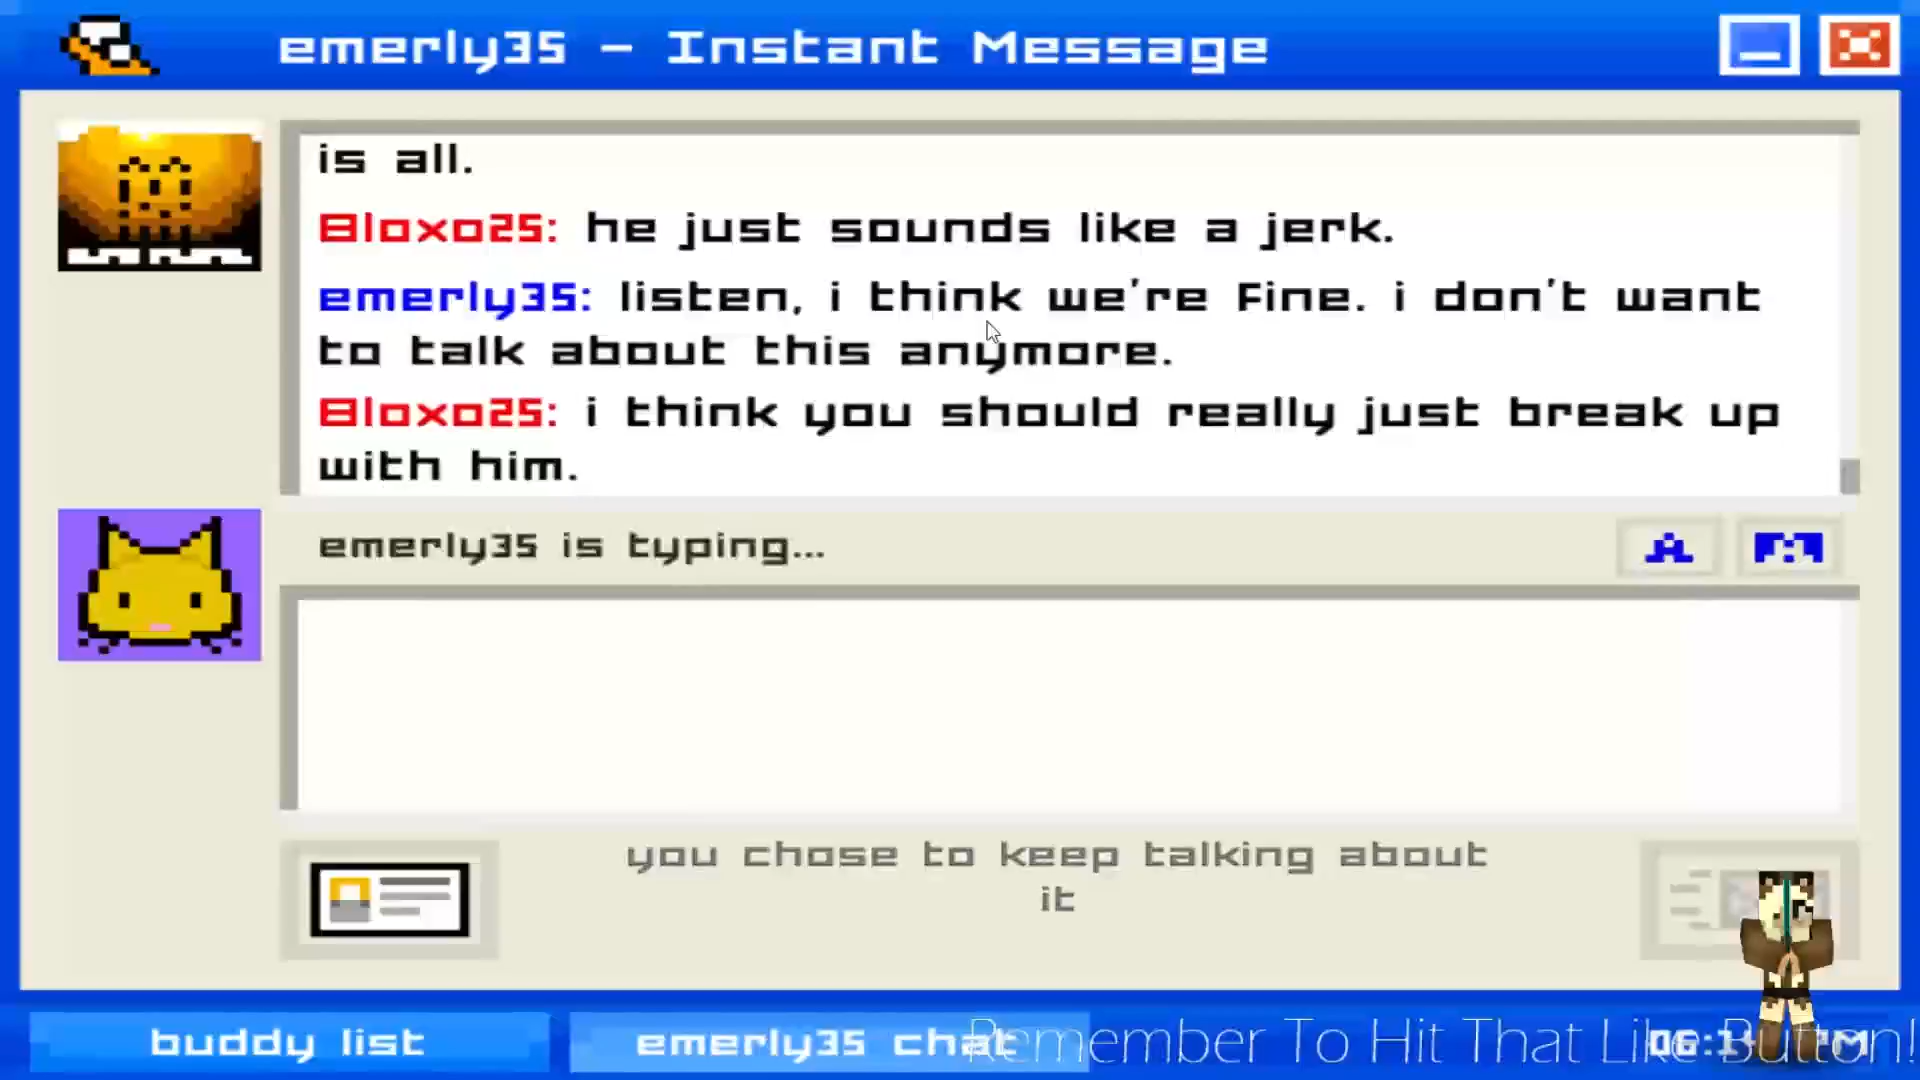 emerly35 - Instant Message
is all.
Bloxo25: he just sounds like a jerk.
emerly35: listen, i think we're fine. i don't want
to talk about this anymore.
Bloxo25: i think you should really just break up
with him.
emerly35 is typing...
you chose to keep talking about
it
buddy list
emerly35 chat
Remember To Hit That Like Button!